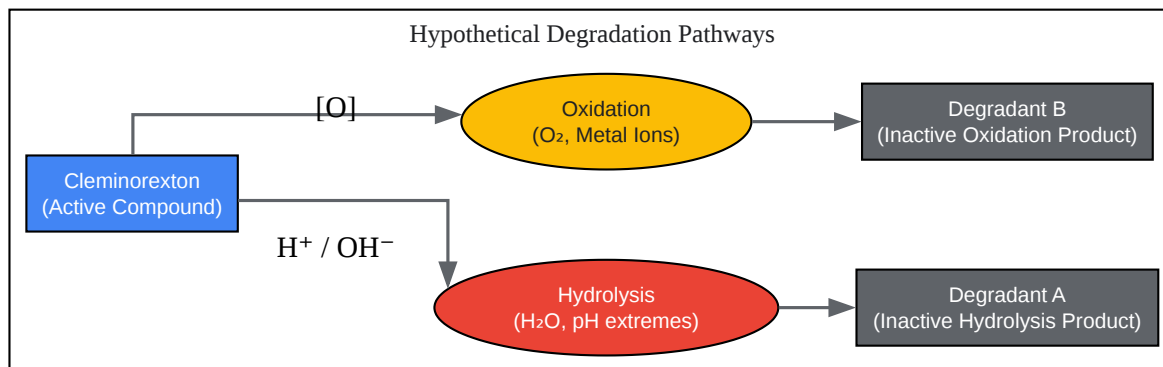 Hypothetical Degradation Pathways
[O]
Oxidation
(O₂, Metal Ions)
Degradant B
(Inactive Oxidation Product)
Cleminorexton
(Active Compound)
H⁺ / OH⁻
Hydrolysis
(H₂O, pH extremes)
Degradant A
(Inactive Hydrolysis Product)